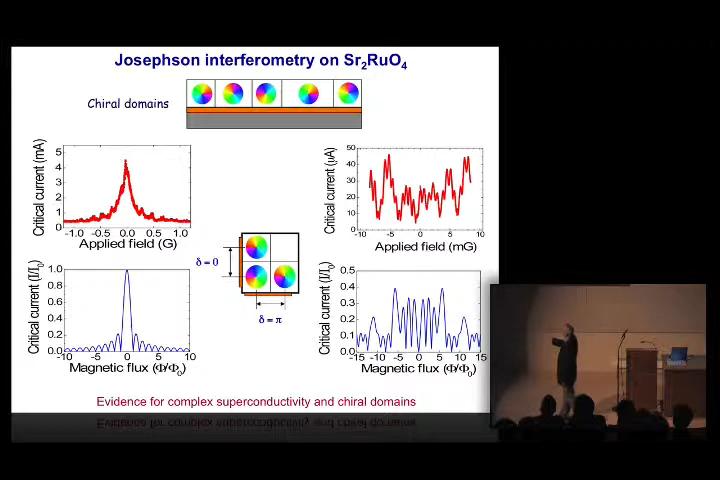 Josephson interferometry on Sr2RuO4
Chiral domains
Critical current (mA)
5
4
3
2
1
0
-1.0 -0.5 0.0 0.5 1.0
Applied field (G)
Critical current (uA)
50
40
30
20
10
0
-10 -5 0 5 10
Applied field (mG)
δ = 0
δ = π
Critical current (I/I0)
1.0
0.8
0.6
0.4
0.2
0.0
-10 -5 0 5 10
Magnetic flux (Φ/Φ0)
Critical current (I/I0)
0.5
0.4
0.3
0.2
0.1
0.0
-15 -10 -5 0 5 10 15
Magnetic flux (Φ/Φ0)
Evidence for complex superconductivity and chiral domains